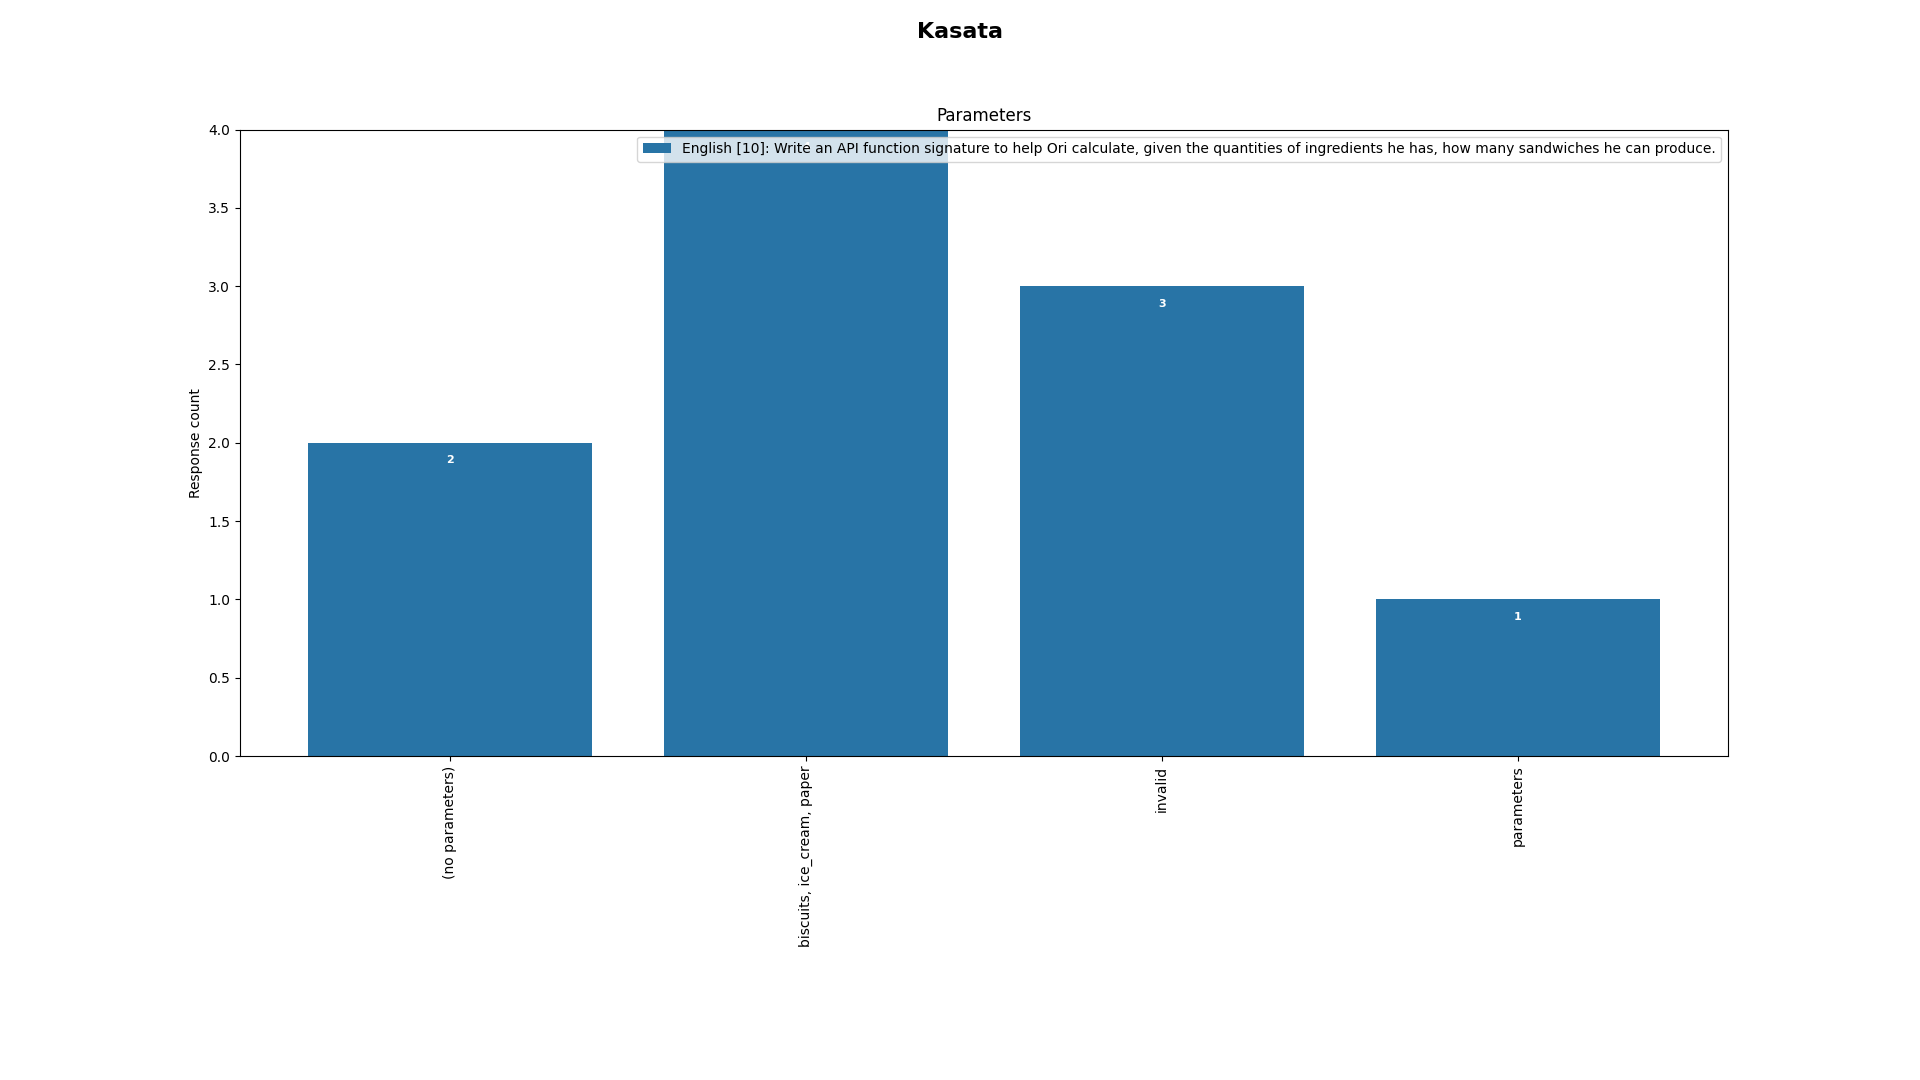 Kasata
Parameters
English [10]: Write an API function signature to help Ori calculate, given the quantities of ingredients he has, how many sandwiches he can produce.
Response count
4.0
3.5
3.0
2.5
2.0
1.5
1.0
0.5
0.0
2
3
1
(no parameters)
biscuits, ice_cream, paper
invalid
parameters